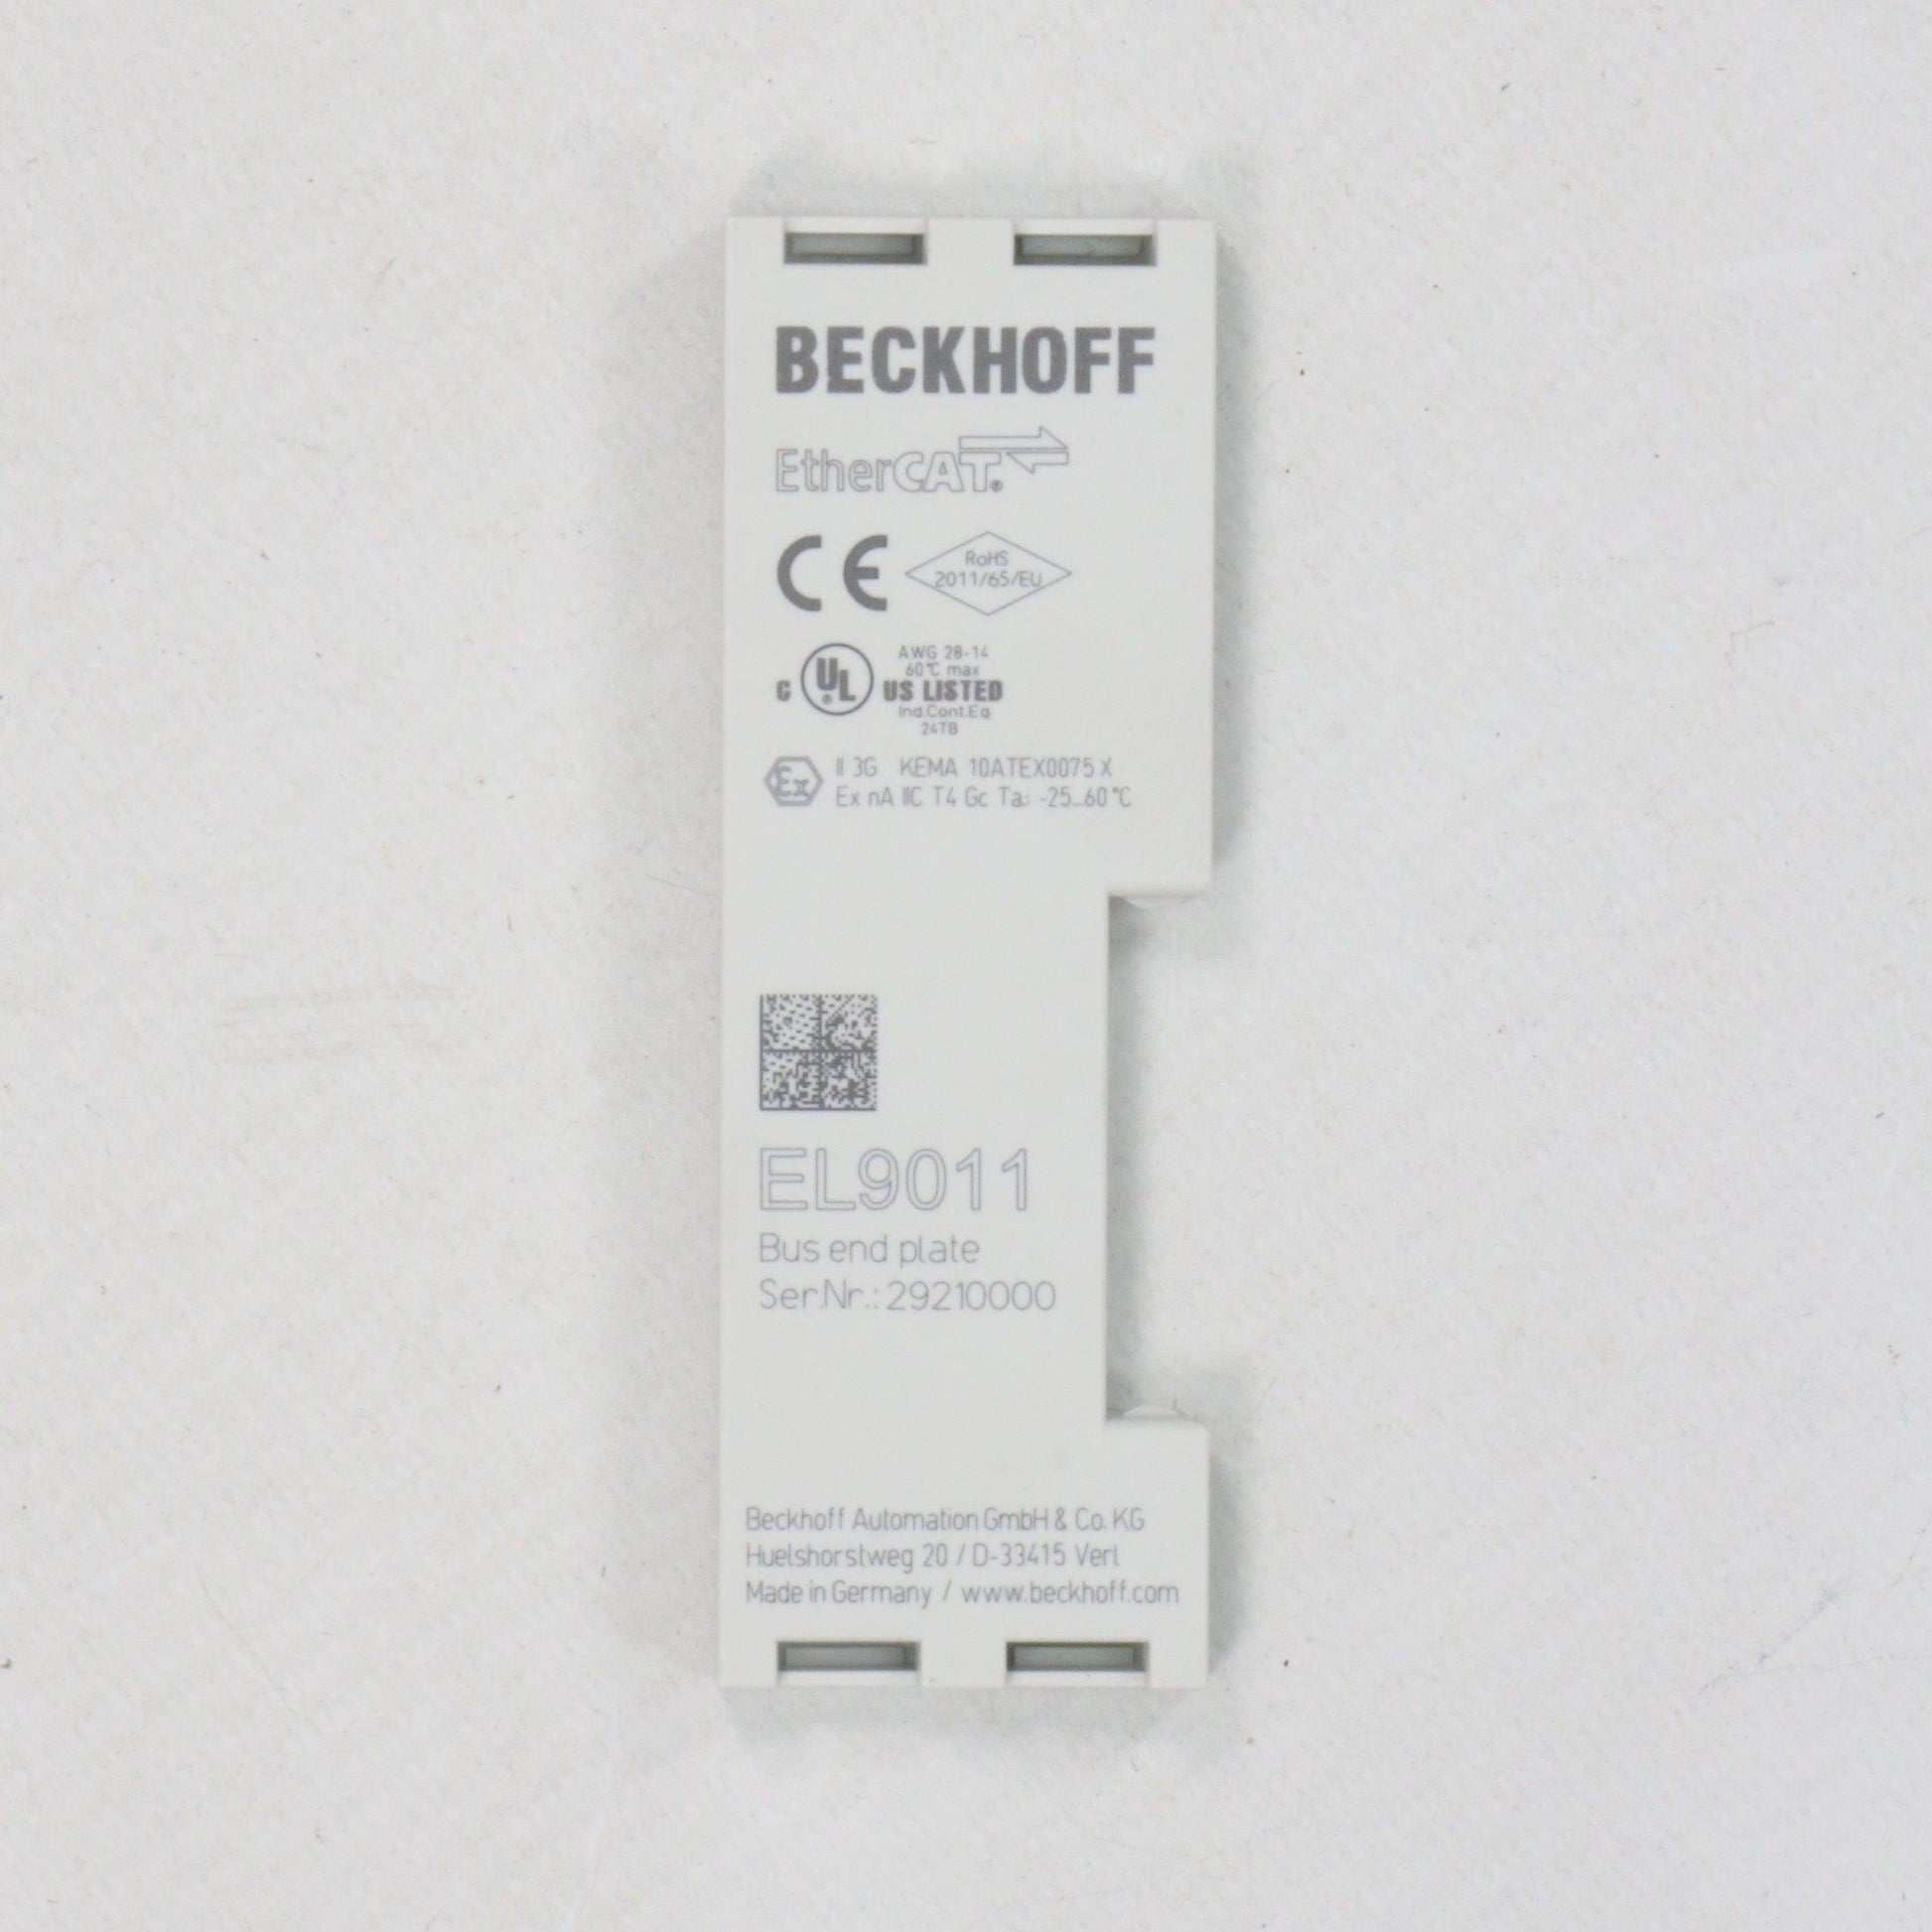 BECKHOFF
EtherCAT®
CE
RoHS
2011/65/EU
AWG 28-14
60°C max
C UL® US LISTED
Ind.Cont.Eq
24TB
Ex II 3G KEMA 10ATEX0075 X
Ex nA IIC T4 Gc Ta: -25...60°C
EL9011
Bus end plate
Ser.Nr.: 29210000
Beckhoff Automation GmbH & Co. KG
Huelshorstweg 20 / D-33415 Verl
Made in Germany / www.beckhoff.com